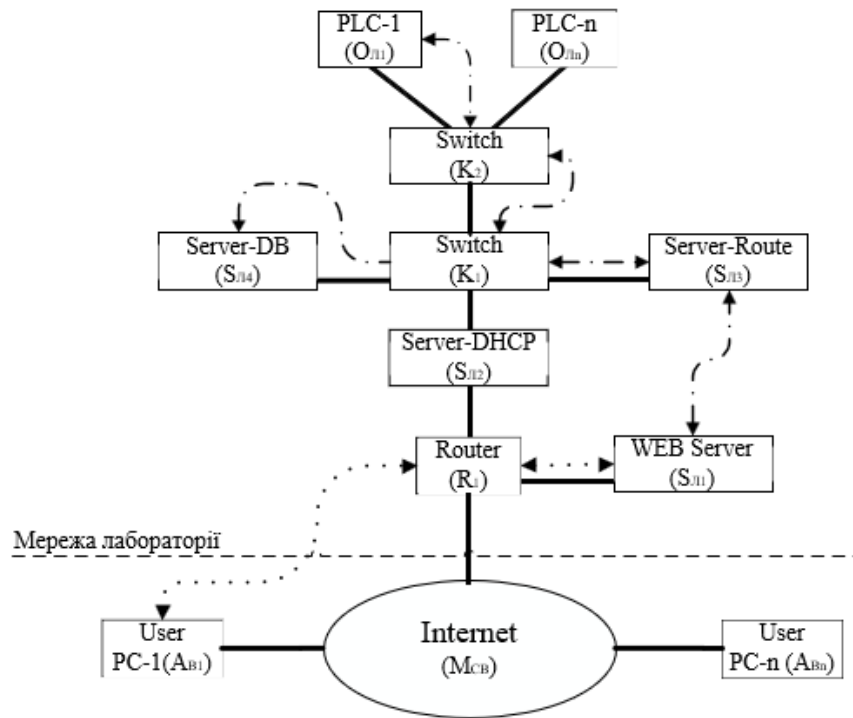 PLC-1
(Oл1)
PLC-n
(Oлn)
Switch
(K2)
Server-DB
(Sл4)
Switch
(K1)
Server-Route
(Sл3)
Server-DHCP
(Sл2)
Router
(R1)
WEB Server
(Sл1)
Мережа лабораторії
User
PC-1(AB1)
Internet
(MCB)
User
PC-n (ABn)